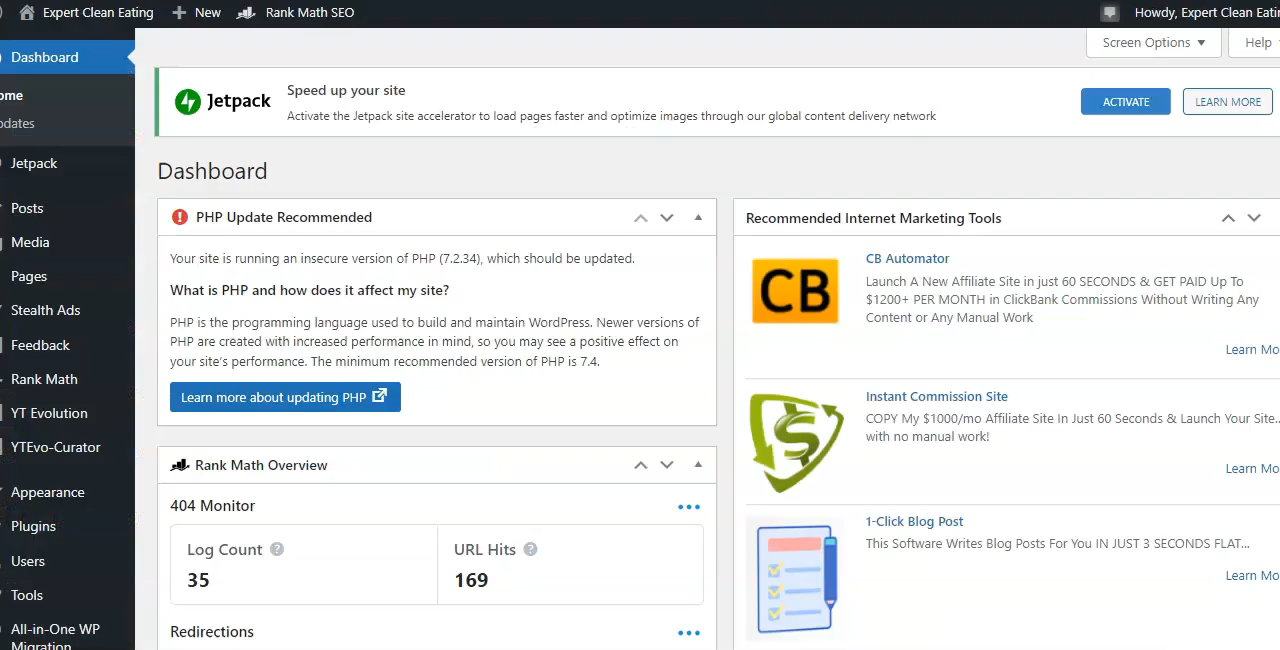 Expert Clean Eating
New
Rank Math SEO
Howdy, Expert Clean Eatin
Dashboard
ome
pdates
Jetpack
Posts
Media
Pages
Stealth Ads
Feedback
Rank Math
YT Evolution
YTEvo-Curator
Appearance
Plugins
Users
Tools
All-in-One WP
Migration
Screen Options ▼
Help
Jetpack
Speed up your site
Activate the Jetpack site accelerator to load pages faster and optimize images through our global content delivery network
ACTIVATE
LEARN MORE
Dashboard
PHP Update Recommended
Your site is running an insecure version of PHP (7.2.34), which should be updated.
What is PHP and how does it affect my site?
PHP is the programming language used to build and maintain WordPress. Newer versions of
PHP are created with increased performance in mind, so you may see a positive effect on
your site's performance. The minimum recommended version of PHP is 7.4.
Learn more about updating PHP
Rank Math Overview
404 Monitor
Log Count ?
35
URL Hits ?
169
Redirections
Recommended Internet Marketing Tools
CB
CB Automator
Launch A New Affiliate Site in just 60 SECONDS & GET PAID Up To
$1200+ PER MONTH in ClickBank Commissions Without Writing Any
Content or Any Manual Work
Learn Mo
Instant Commission Site
COPY My $1000/mo Affiliate Site In Just 60 Seconds & Launch Your Site..
with no manual work!
Learn Mo
1-Click Blog Post
This Software Writes Blog Posts For You IN JUST 3 SECONDS FLAT...
Learn Mo